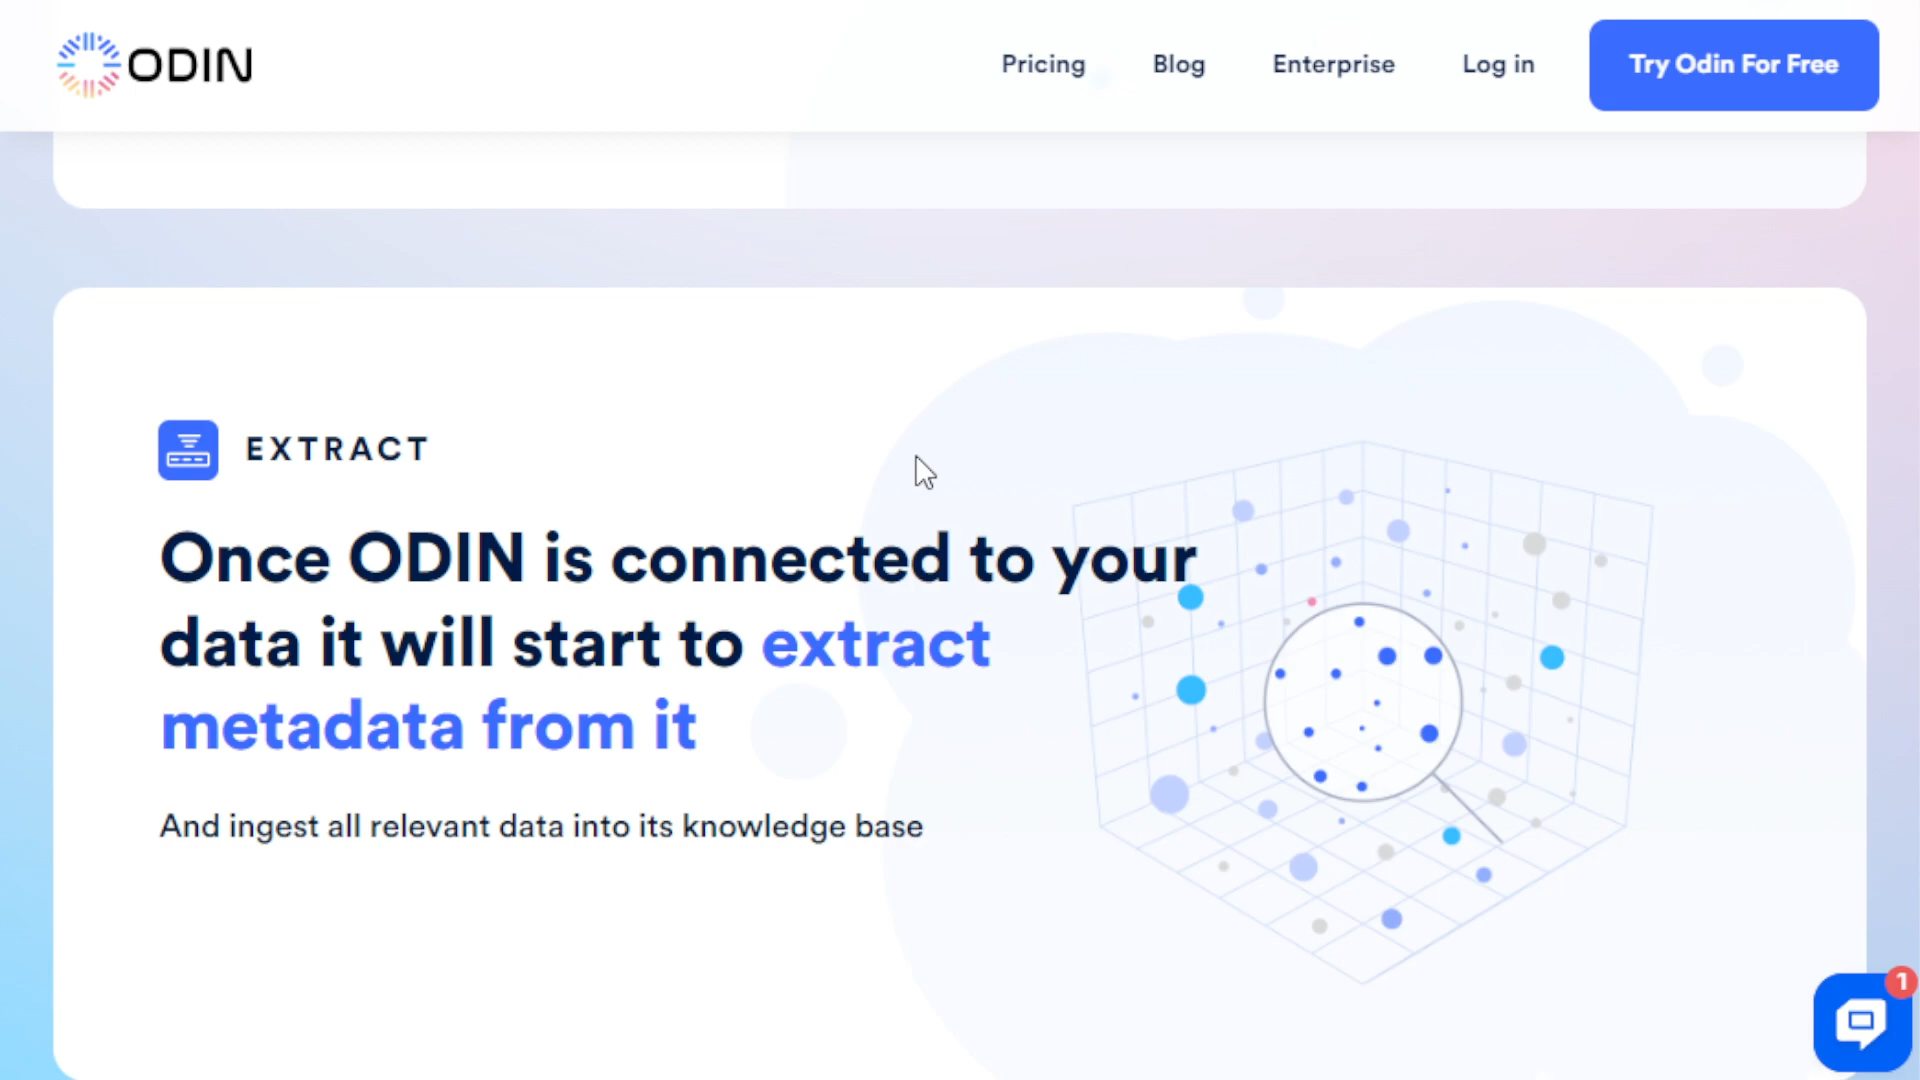 ODIN
Pricing
Blog
Enterprise
Log in
Try Odin For Free
EXTRACT
Once ODIN is connected to your
data it will start to extract
metadata from it
And ingest all relevant data into its knowledge base
1